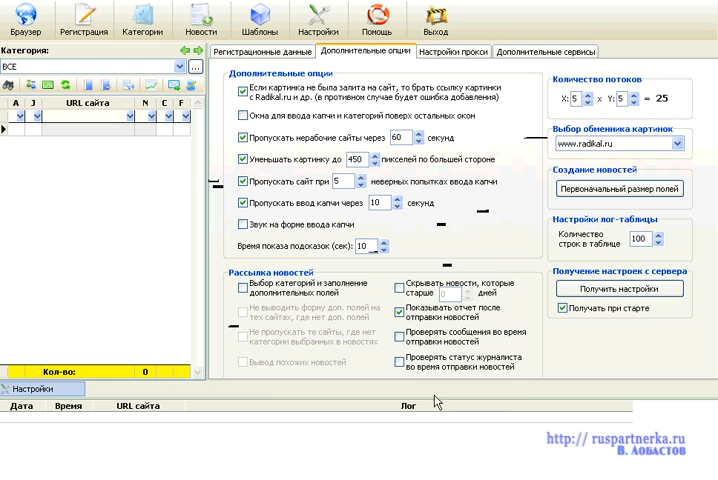 Браузер Регистрация Категории Новости Шаблоны Настройки Помощь Выход
Категория:
ВСЕ
...
A J URL сайта N C F
Кол-во: 0
Регистрационные данные Дополнительные опции Настройки прокси Дополнительные сервисы
Дополнительные опции
Если картинка не была залита на сайт, то брать ссылку картинки
с Radikal.ru и др. (в противном случае будет ошибка добавления)
Окна для ввода капчи и категорий поверх остальных окон
Пропускать нерабочие сайты через 60 секунд
Уменьшать картинку до 450 пикселей по большей стороне
Пропускать сайт при 5 неверных попытках ввода капчи
Пропускать ввод капчи через 10 секунд
Звук на форме ввода капчи
Время показа подсказок (сек): 10
Рассылка новостей
Выбор категорий и заполнение
дополнительных полей
Не выводить форму доп. полей на
тех сайтах, где нет доп. полей
Не пропускать те сайты, где нет
категории выбранных в новостях
Вывод похожих новостей
Скрывать новости, которые
старше 0 дней
Показывать отчет после
отправки новостей
Проверять сообщения во время
отправки новостей
Проверять статус журналиста
во время отправки новостей
Количество потоков
X: 5 x Y: 5 = 25
Выбор обменника картинок
www.radikal.ru
Создание новостей
Первоначальный размер полей
Настройки лог-таблицы
Количество
строк в таблице 100
Получение настроек с сервера
Получить настройки
Получать при старте
Настройки
Дата Время URL сайта Лог
http:// ruspartnerka.ru
В. Лобастов